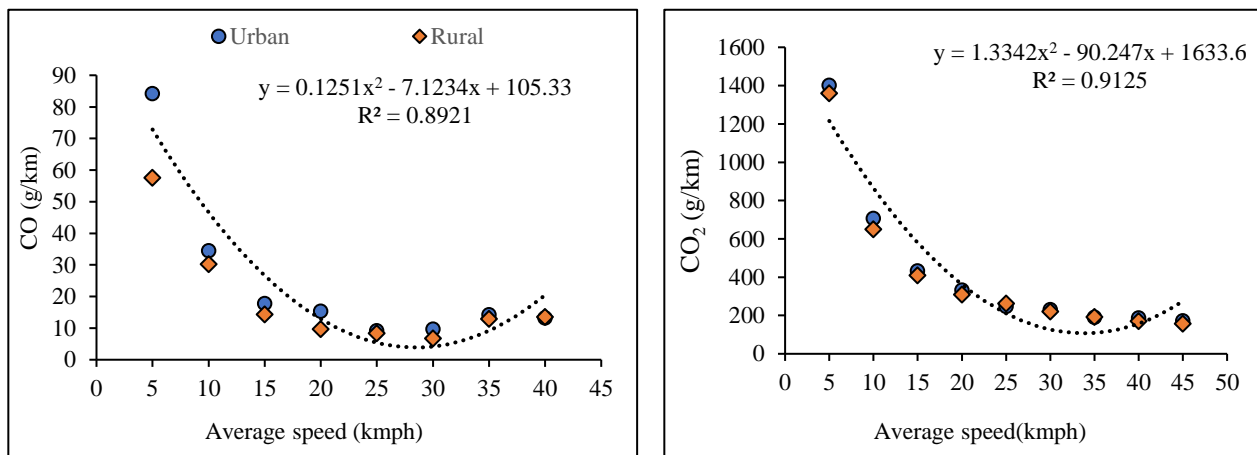 Urban Rural
y = 0.1251x² - 7.1234x + 105.33
R² = 0.8921
CO (g/km)
90
80
70
60
50
40
30
20
10
0
0 5 10 15 20 25 30 35 40 45
Average speed (kmph)
y = 1.3342x² - 90.247x + 1633.6
R² = 0.9125
CO₂ (g/km)
1600
1400
1200
1000
800
600
400
200
0
0 5 10 15 20 25 30 35 40 45 50
Average speed(kmph)